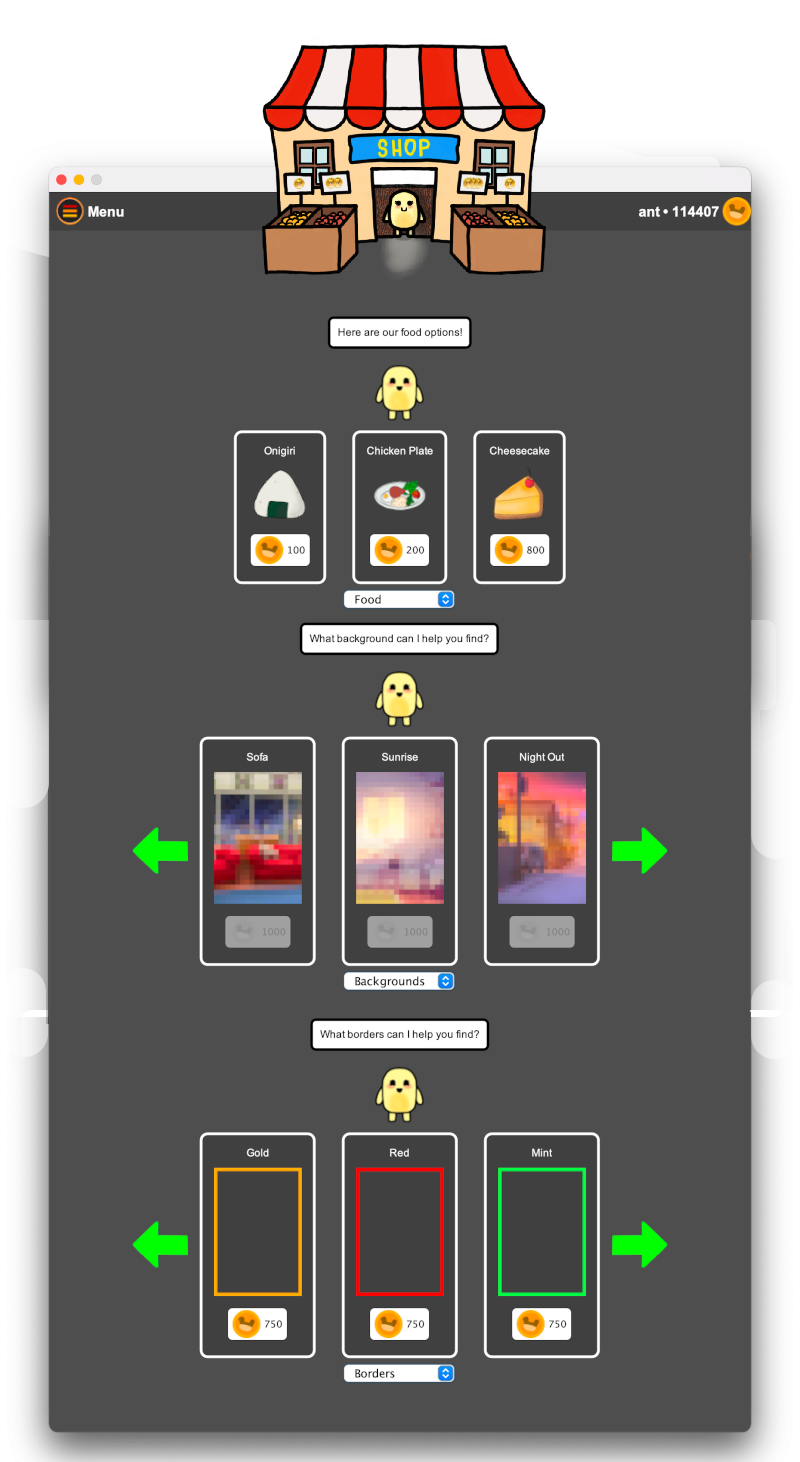 SHOP
Menu
ant • 114407
Here are our food options!
Onigiri
Chicken Plate
Cheesecake
100
200
800
Food
What background can I help you find?
Sofa
Sunrise
Night Out
1000
1000
1000
Backgrounds
What borders can I help you find?
Gold
Red
Mint
750
750
750
Borders